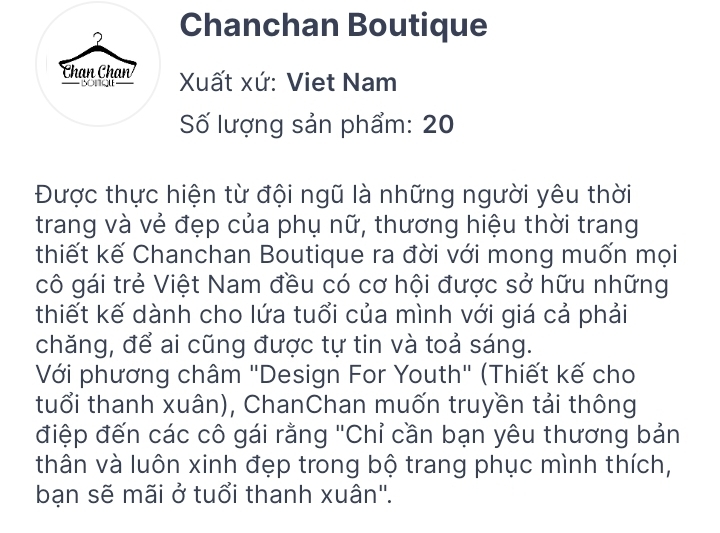 Chanchan Boutique
Chan Chan
BOUTIQUE
Xuất xứ: Viet Nam
Số lượng sản phẩm: 20
Được thực hiện từ đội ngũ là những người yêu thời
trang và vẻ đẹp của phụ nữ, thương hiệu thời trang
thiết kế Chanchan Boutique ra đời với mong muốn mọi
cô gái trẻ Việt Nam đều có cơ hội được sở hữu những
thiết kế dành cho lứa tuổi của mình với giá cả phải
chăng, để ai cũng được tự tin và toả sáng.
Với phương châm "Design For Youth" (Thiết kế cho
tuổi thanh xuân), ChanChan muốn truyền tải thông
điệp đến các cô gái rằng "Chỉ cần bạn yêu thương bản
thân và luôn xinh đẹp trong bộ trang phục mình thích,
bạn sẽ mãi ở tuổi thanh xuân".